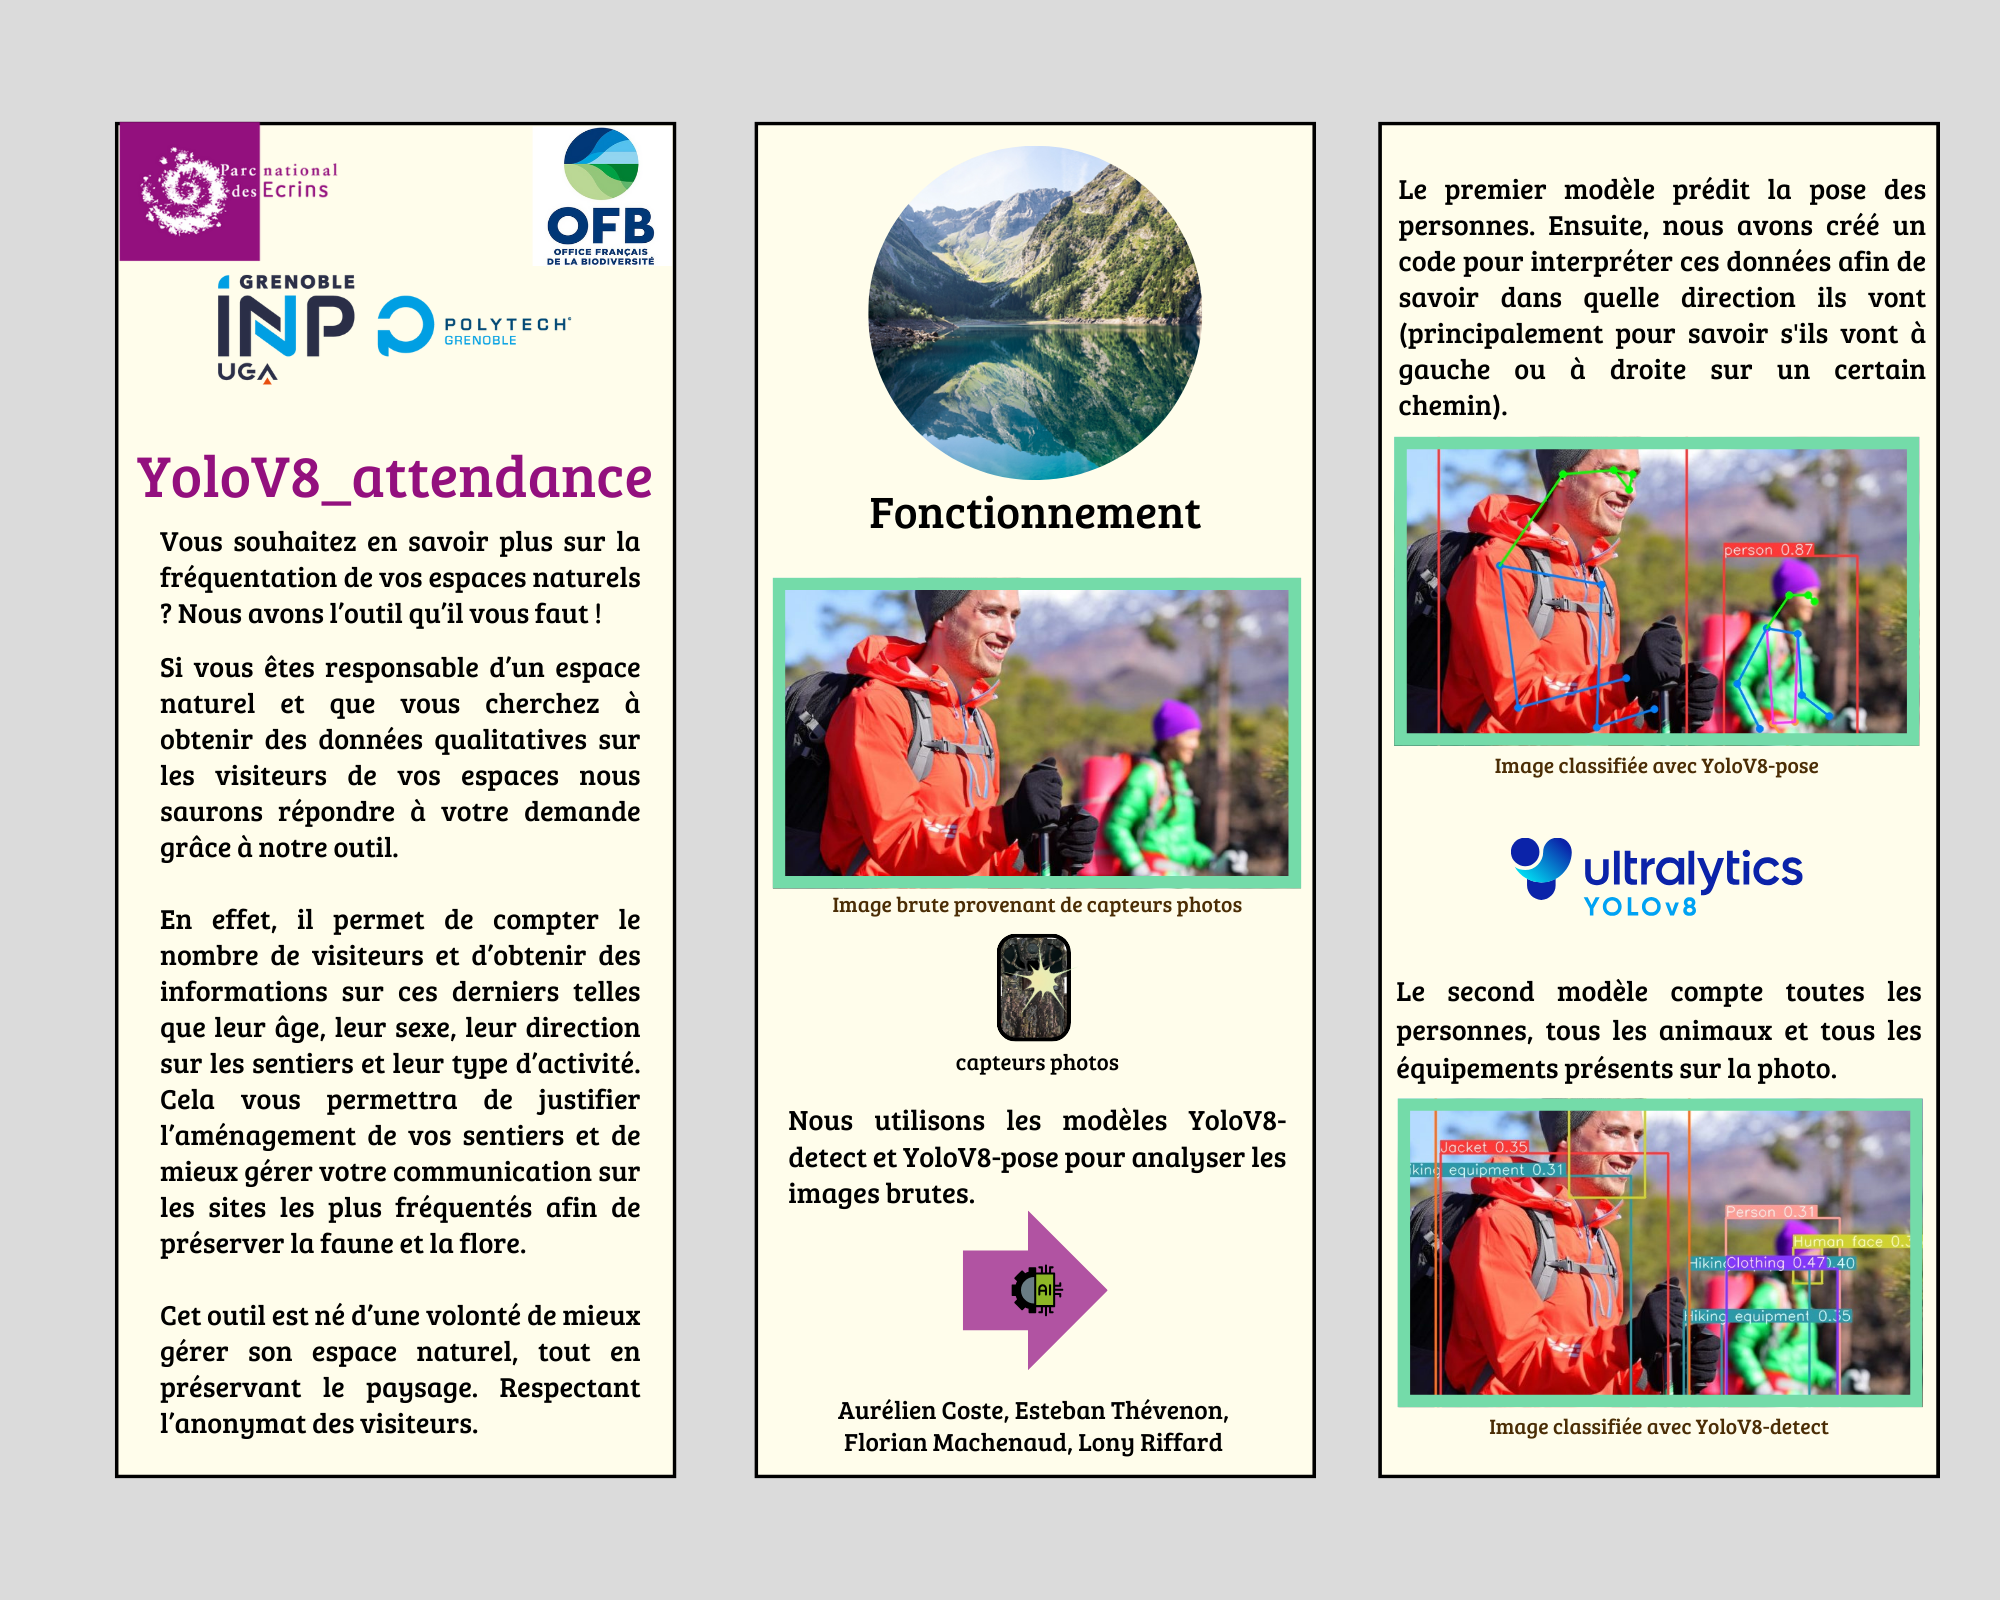 Parc national
des Ecrins
OFB
OFFICE FRANÇAIS
DE LA BIODIVERSITÉ
GRENOBLE
INP
UGA
POLYTECH°
GRENOBLE
YoloV8_attendance
Vous souhaitez en savoir plus sur la
fréquentation de vos espaces naturels
? Nous avons l’outil qu’il vous faut !
Si vous êtes responsable d’un espace
naturel et que vous cherchez à
obtenir des données qualitatives sur
les visiteurs de vos espaces nous
saurons répondre à votre demande
grâce à notre outil.
En effet, il permet de compter le
nombre de visiteurs et d’obtenir des
informations sur ces derniers telles
que leur âge, leur sexe, leur direction
sur les sentiers et leur type d’activité.
Cela vous permettra de justifier
l’aménagement de vos sentiers et de
mieux gérer votre communication sur
les sites les plus fréquentés afin de
préserver la faune et la flore.
Cet outil est né d’une volonté de mieux
gérer son espace naturel, tout en
préservant le paysage. Respectant
l’anonymat des visiteurs.
Fonctionnement
Image brute provenant de capteurs photos
capteurs photos
Nous utilisons les modèles YoloV8-
detect et YoloV8-pose pour analyser les
images brutes.
AI
Aurélien Coste, Esteban Thévenon,
Florian Machenaud, Lony Riffard
Le premier modèle prédit la pose des
personnes. Ensuite, nous avons créé un
code pour interpréter ces données afin de
savoir dans quelle direction ils vont
(principalement pour savoir s'ils vont à
gauche ou à droite sur un certain
chemin).
person 0.87
Image classifiée avec YoloV8-pose
ultralytics
YOLOv8
Le second modèle compte toutes les
personnes, tous les animaux et tous les
équipements présents sur la photo.
Jacket 0.35
iking equipment 0.31
Person 0.31
Human face 0.3
Hiking
Clothing 0.47
0.40
Hiking equipment 0.35
Image classifiée avec YoloV8-detect